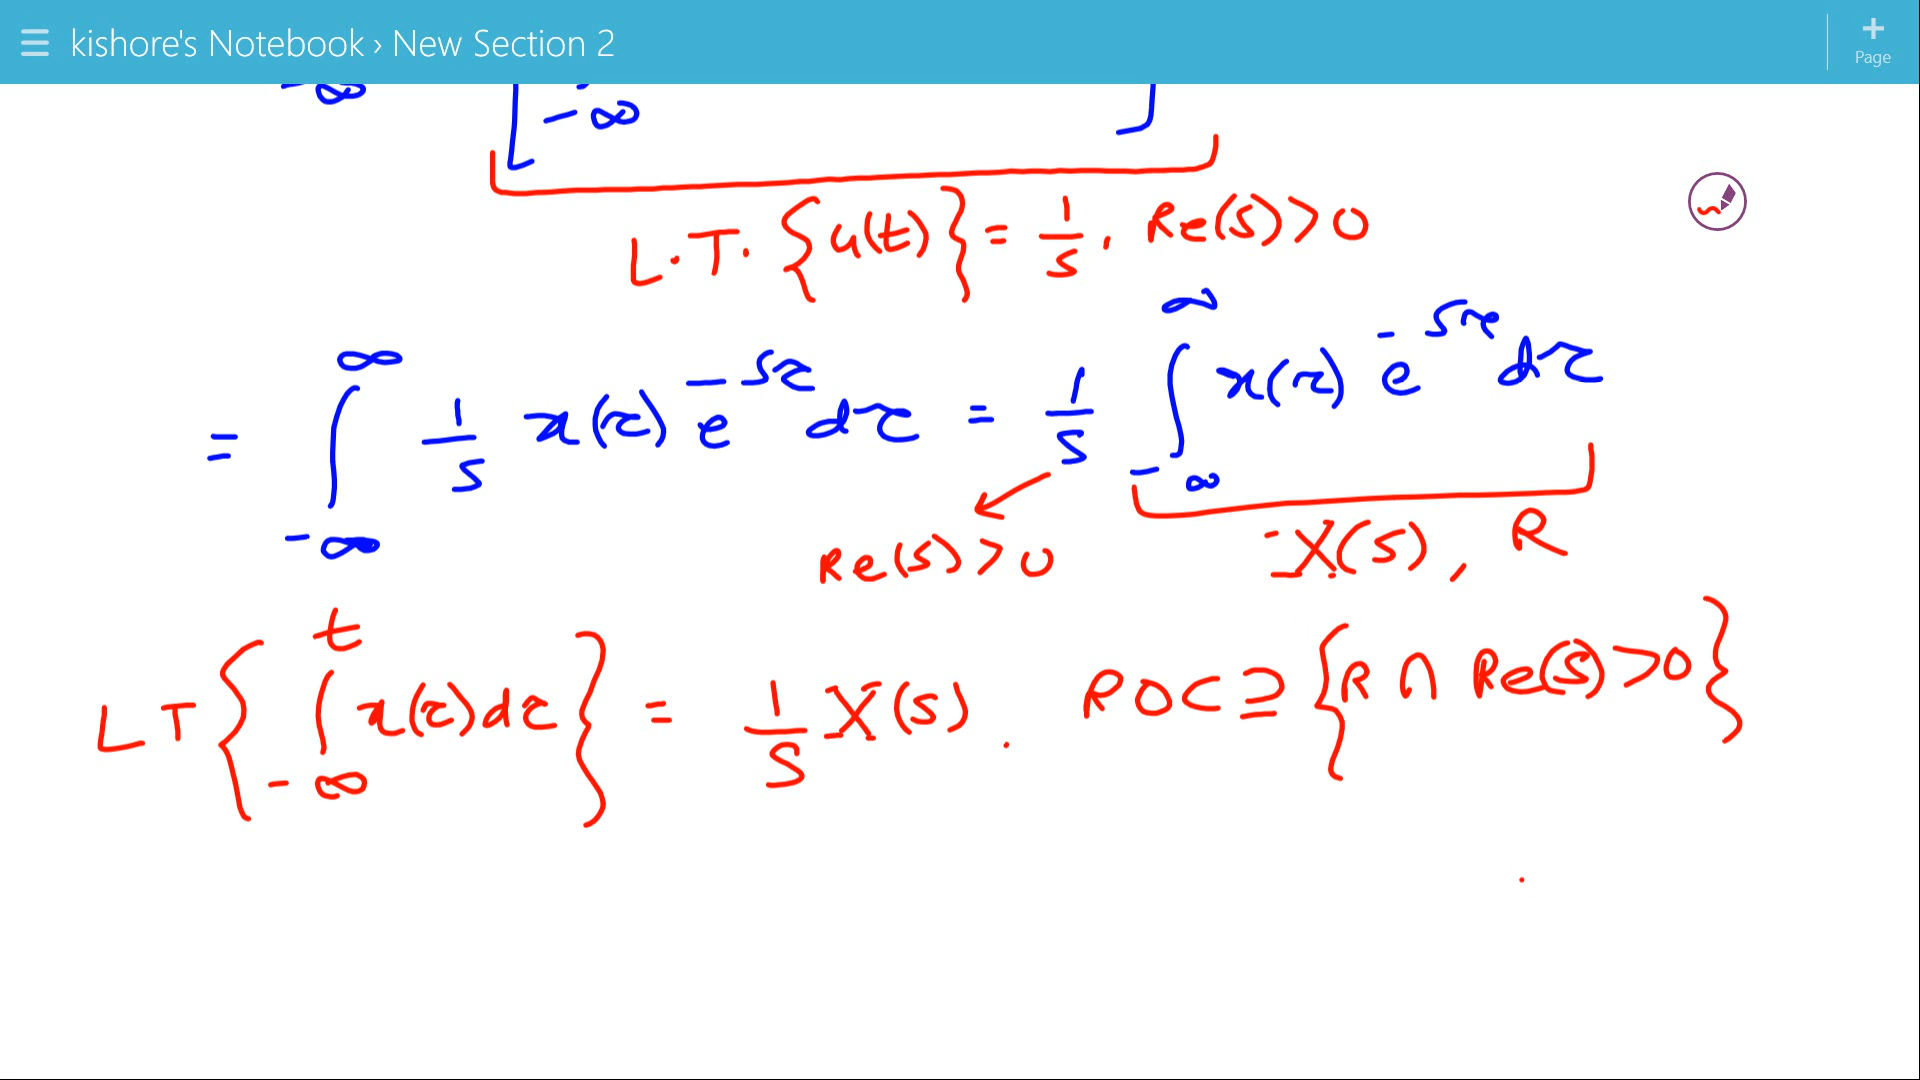 kishore's Notebook › New Section 2
+ Page
-∞ [ -∞ ]
L.T. {u(t)} = 1/s, Re(s)>0
= ∫_{-∞}^{∞} 1/s x(τ) e^{-sτ} dτ = 1/s ∫_{-∞}^{∞} x(τ) e^{-sτ} dτ
Re(s)>0 X(s), R
LT { ∫_{-∞}^{t} x(τ)dτ } = 1/s X(s). ROC ⊇ {R ∩ Re(s)>0}